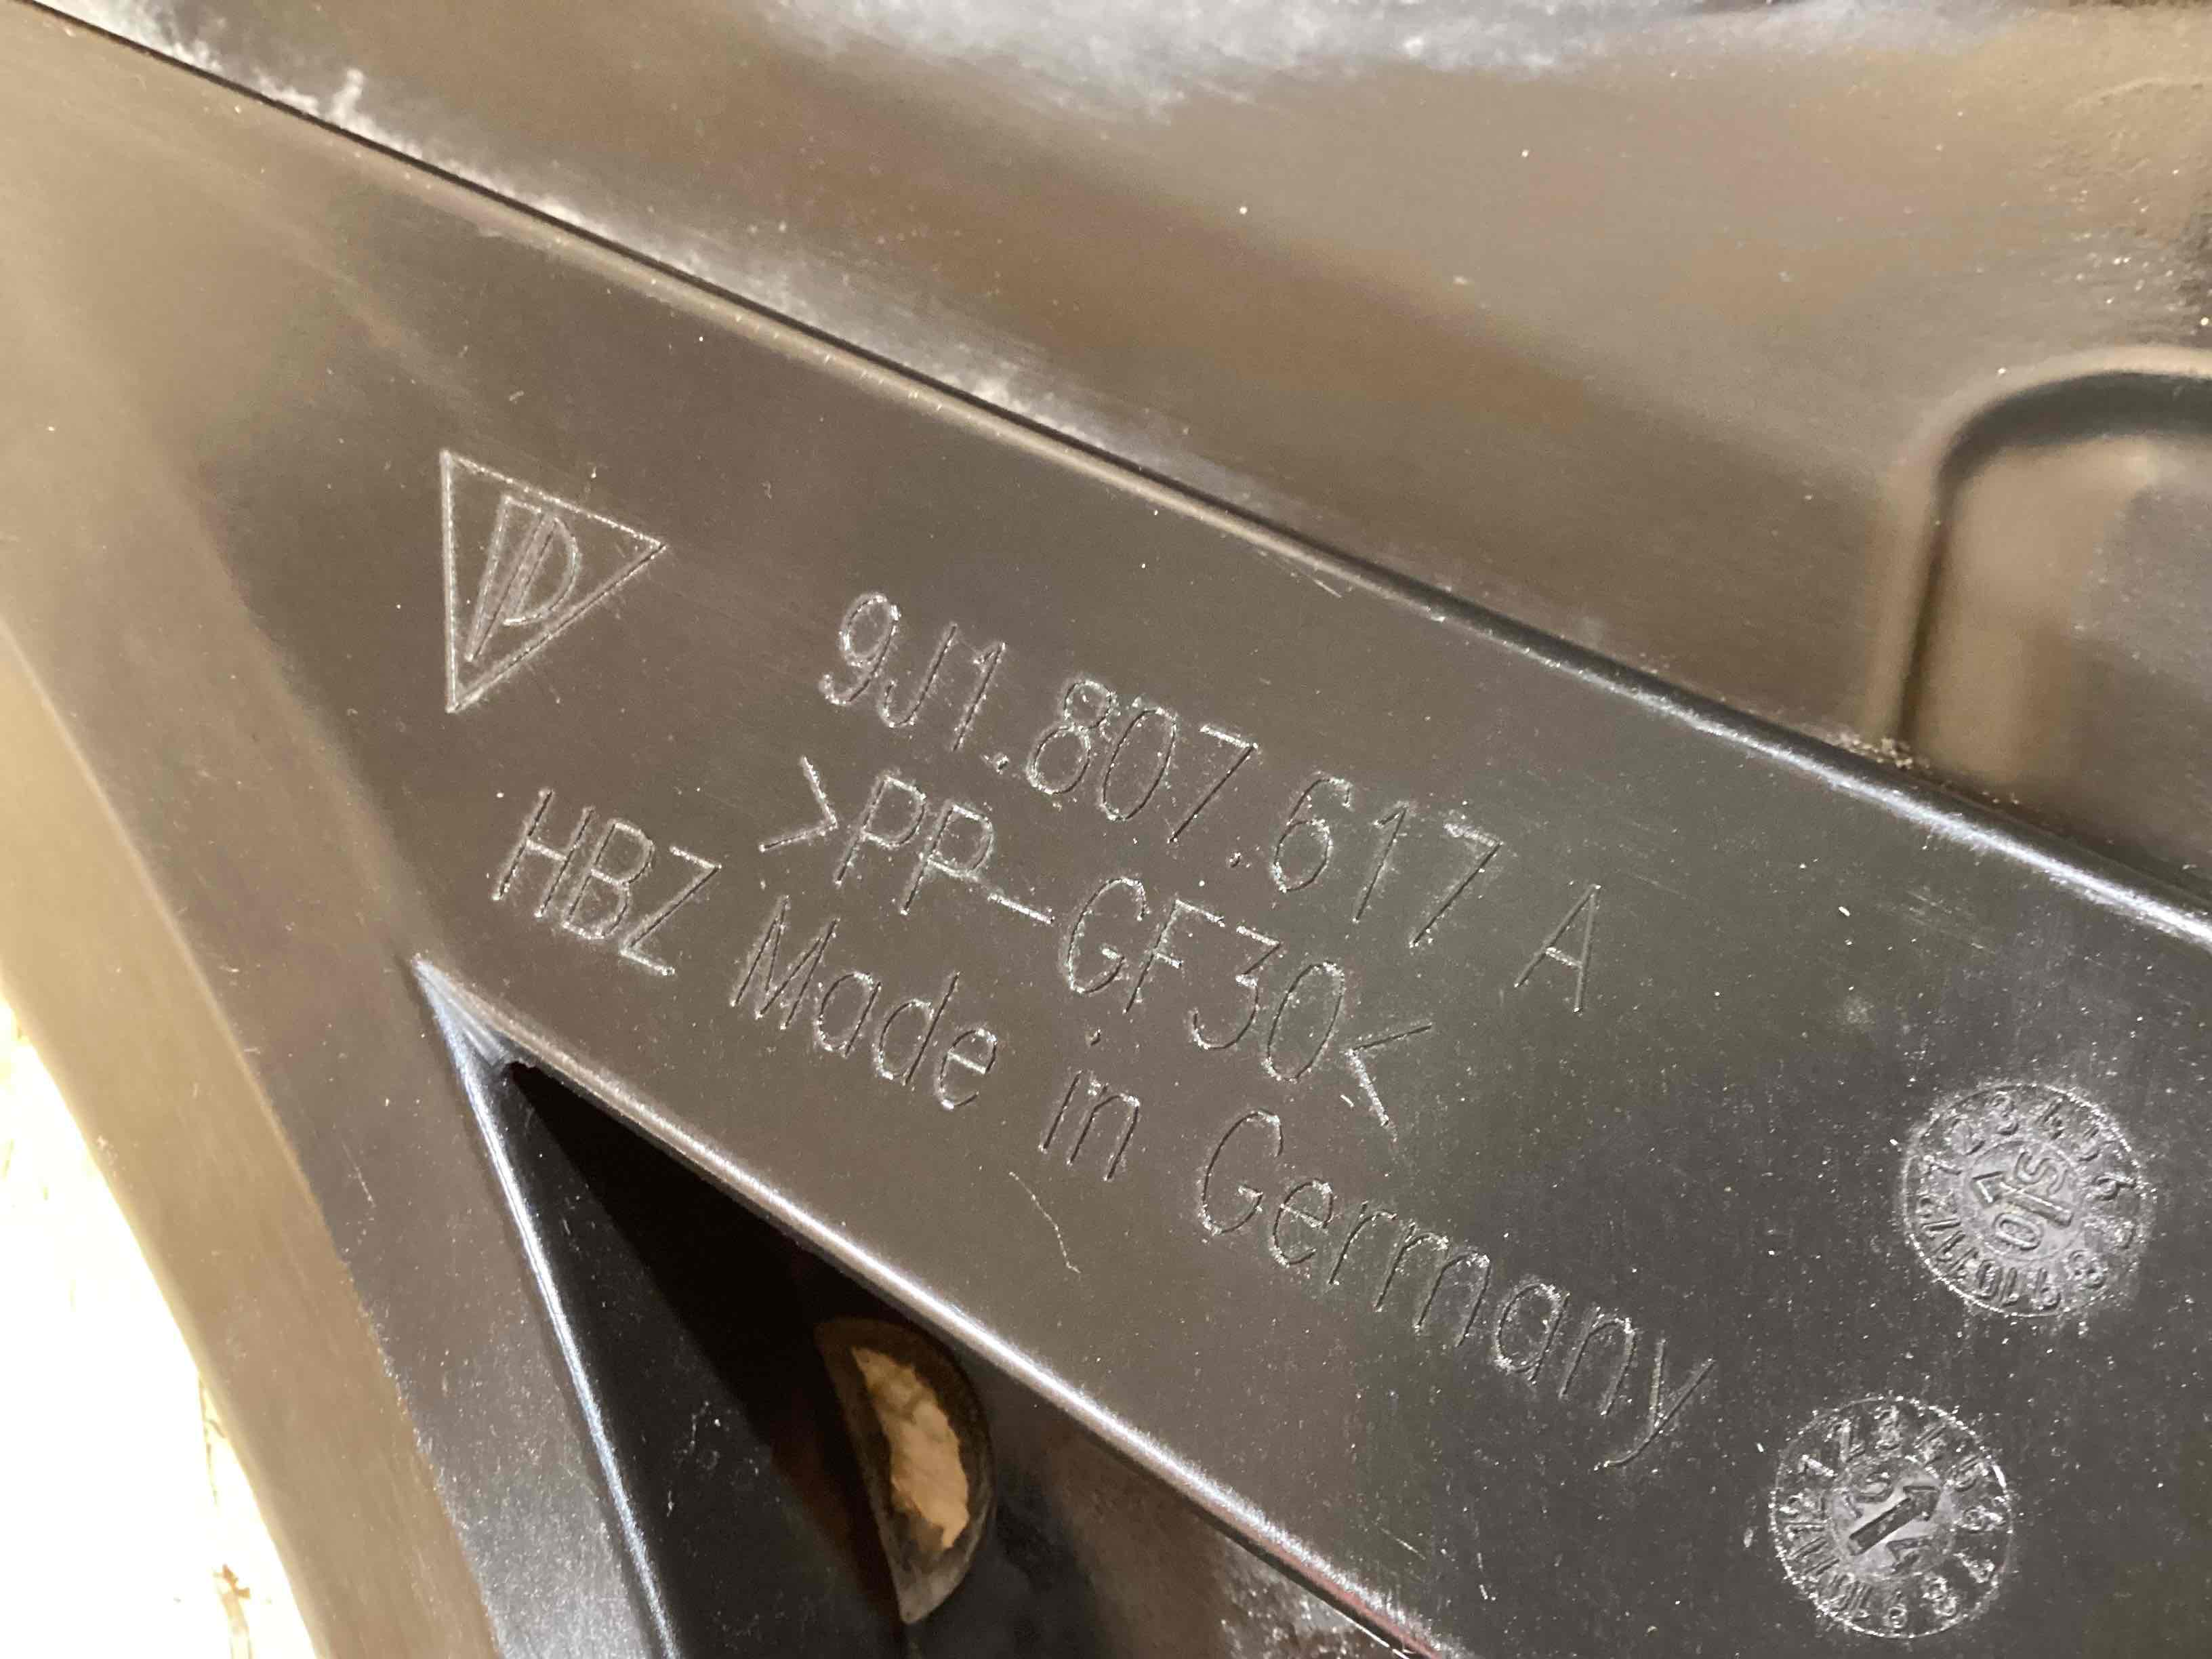 9J1.807.617 A
>PP-GF30<
HBZ Made in Germany